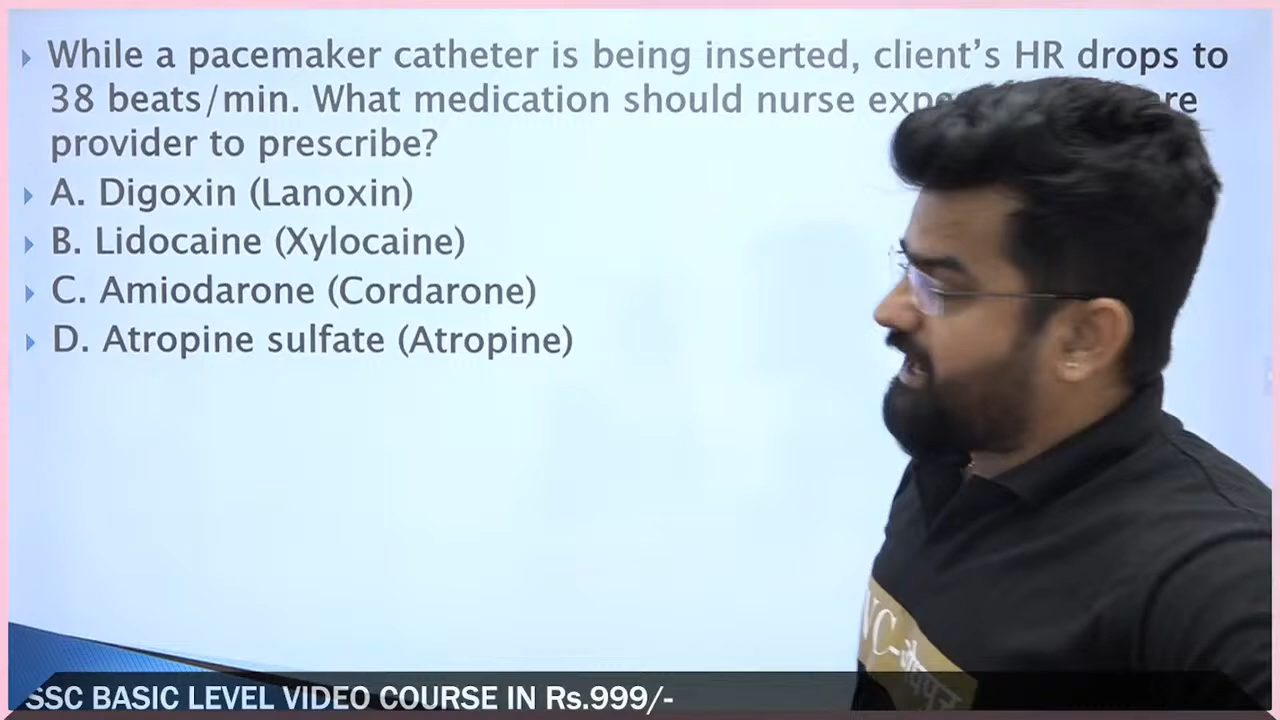 While a pacemaker catheter is being inserted, client’s HR drops to
38 beats/min. What medication should nurse
provider to prescribe?
A. Digoxin (Lanoxin)
B. Lidocaine (Xylocaine)
C. Amiodarone (Cordarone)
D. Atropine sulfate (Atropine)
SSC BASIC LEVEL VIDEO COURSE IN Rs.999/-